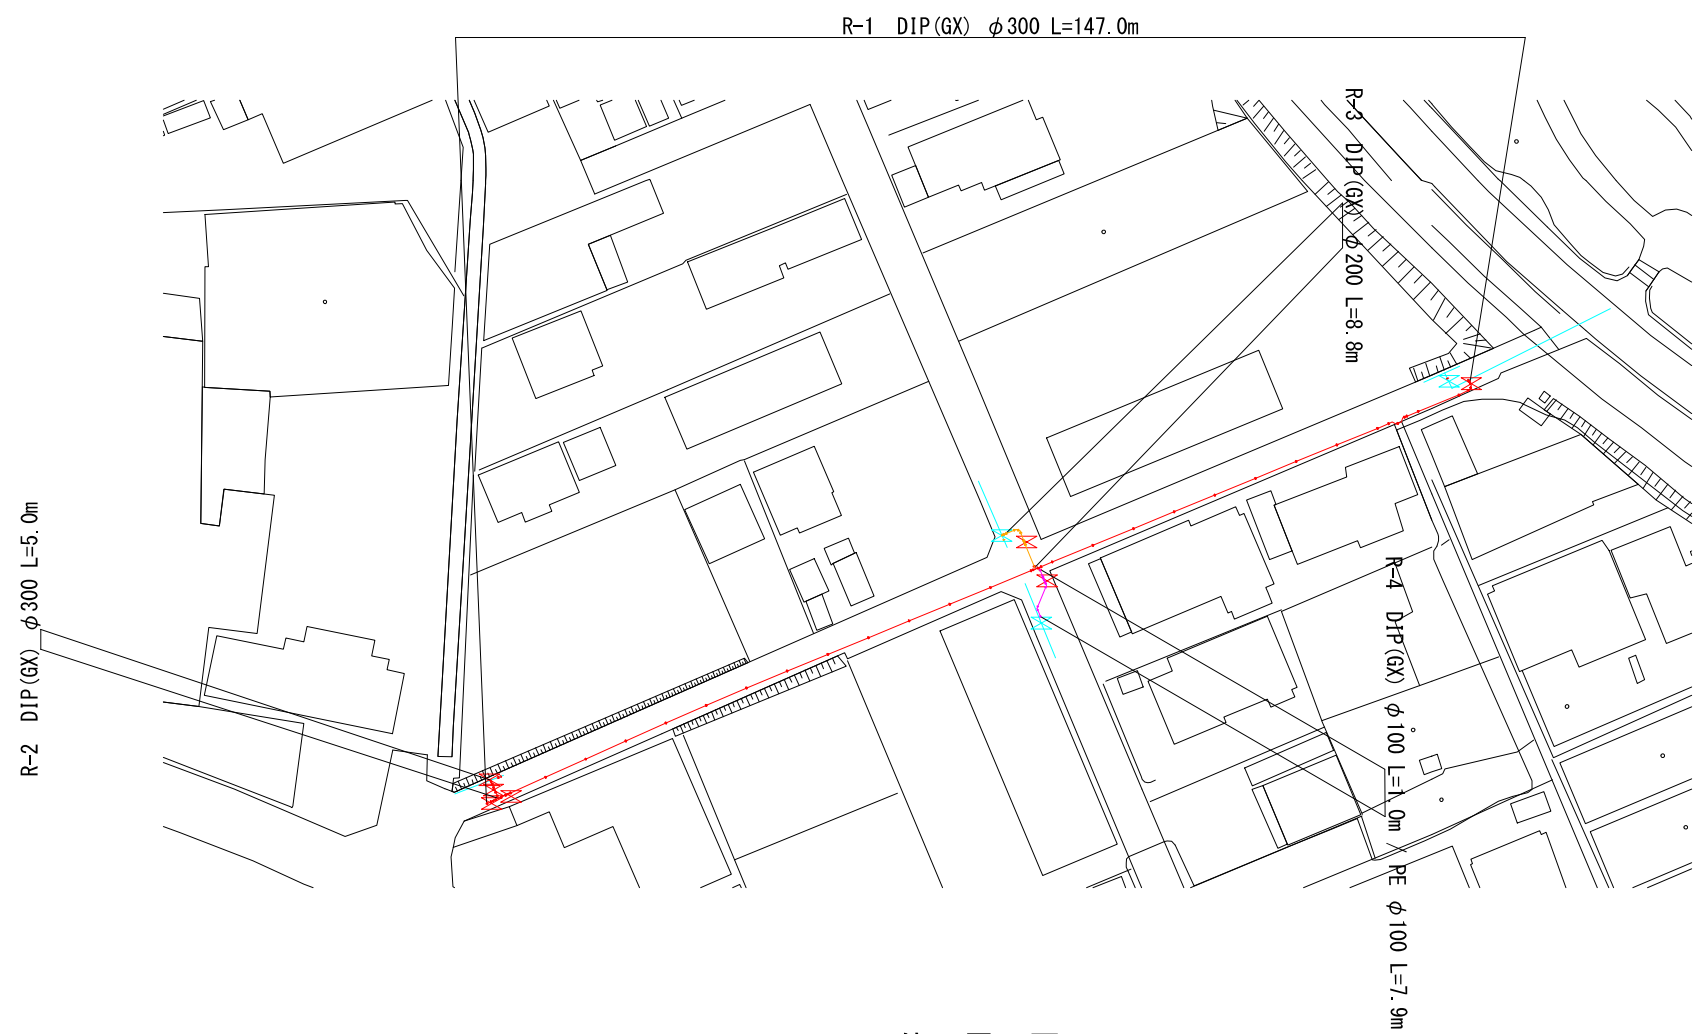 R-1 DIP(GX) φ300 L=147.0m
R-3 DIP(GX) φ200 L=8.8m
R-2 DIP(GX) φ300 L=5.0m
R-4 DIP(GX) φ100 L=1.0m / PE φ100 L=7.9m